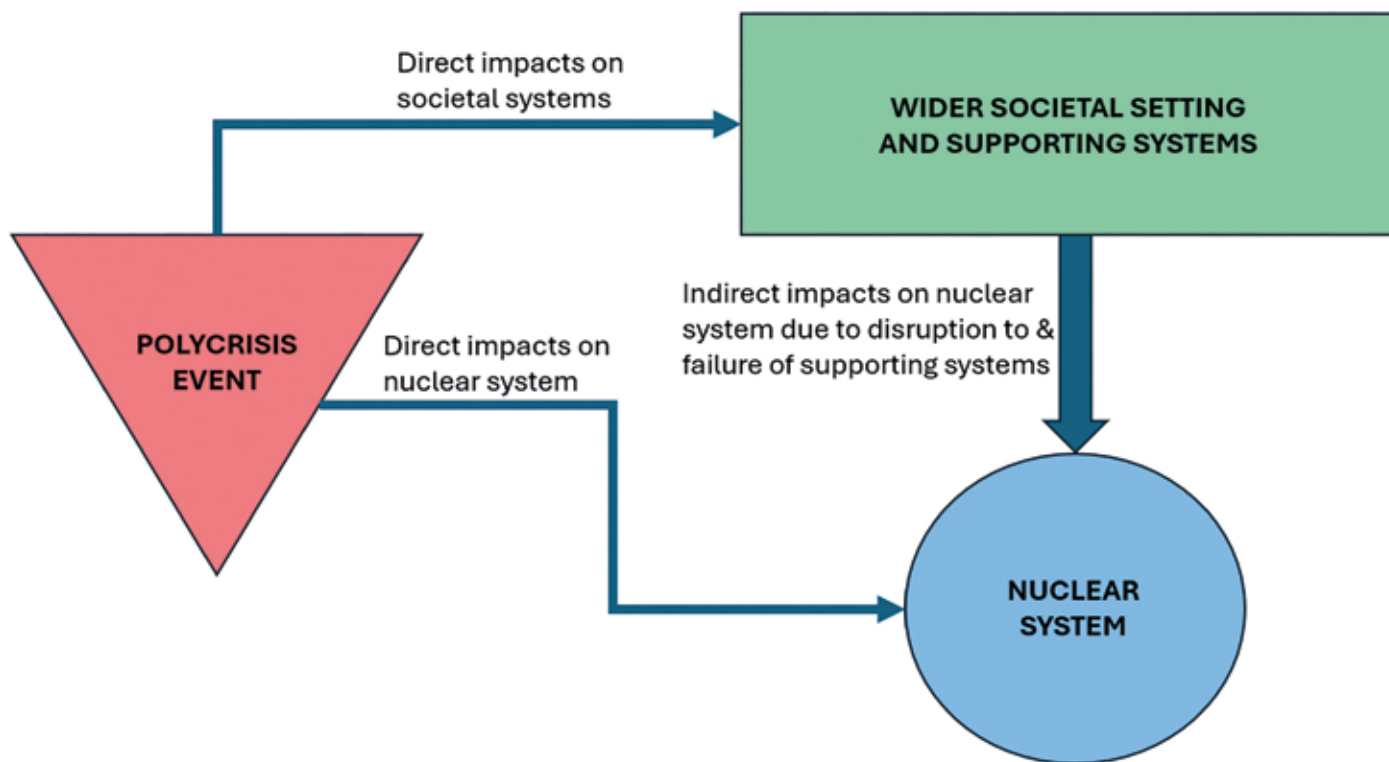 Direct impacts on
societal systems
WIDER SOCIETAL SETTING
AND SUPPORTING SYSTEMS
POLYCRISIS
EVENT
Direct impacts on
nuclear system
Indirect impacts on nuclear
system due to disruption to &
failure of supporting systems
NUCLEAR
SYSTEM